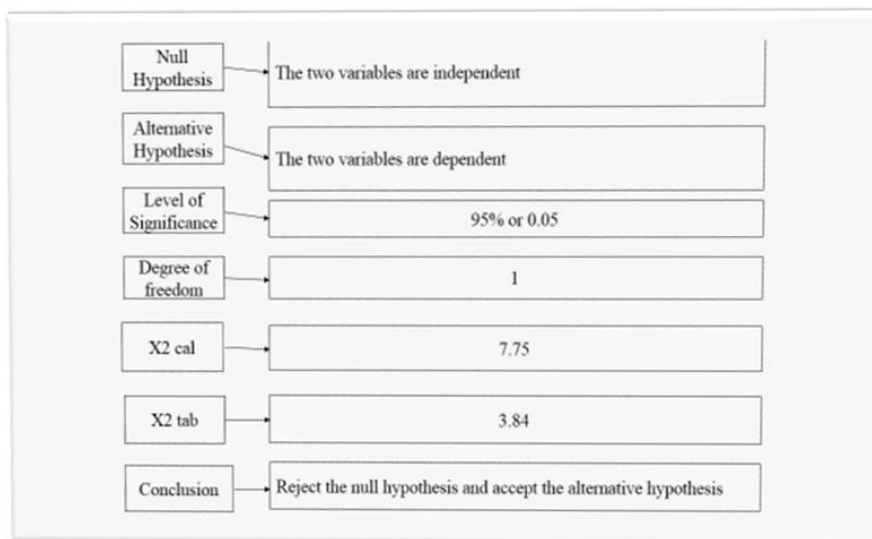 Null
Hypothesis
The two variables are independent
Alternative
Hypothesis
The two variables are dependent
Level of
Significance
95% or 0.05
Degree of
freedom
1
X2 cal
7.75
X2 tab
3.84
Conclusion
Reject the null hypothesis and accept the alternative hypothesis